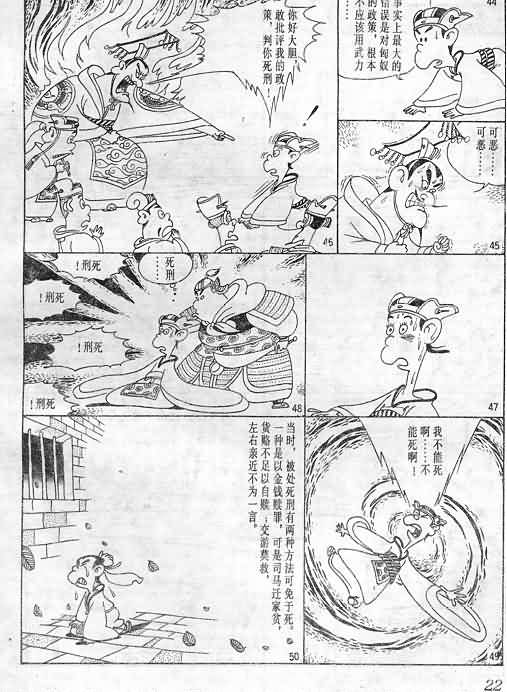 44
事实上最大的
错误是对匈奴
的政策，根本
不应该用武力
45
可恶……
可恶……
46
你好大胆，
敢批评我的政
策，判你死刑
47
48
死刑
……
死刑！
死刑！
死刑！
死刑！
49
我不能死
啊……不
能死啊！
50
当时，被处死刑有两种方法可免于死。
一种是以金钱赎罪，可是司马迁家贫，
货赂不足以自赎；交游莫救，
左右亲近不为一言。
22